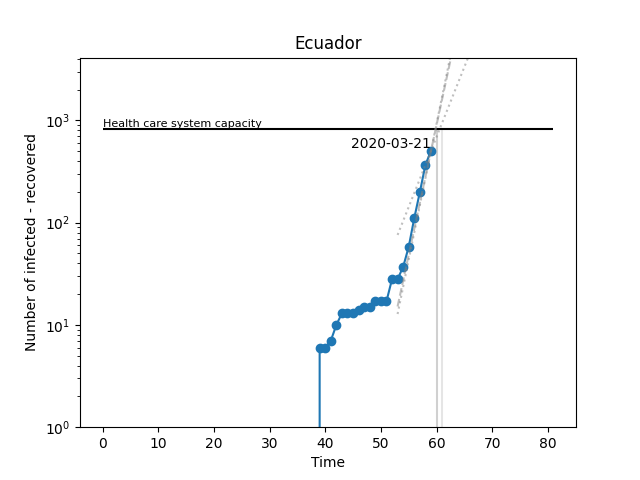 Ecuador
Number of infected - recovered
10³
10²
10¹
10⁰
Health care system capacity
2020-03-21
0 10 20 30 40 50 60 70 80
Time